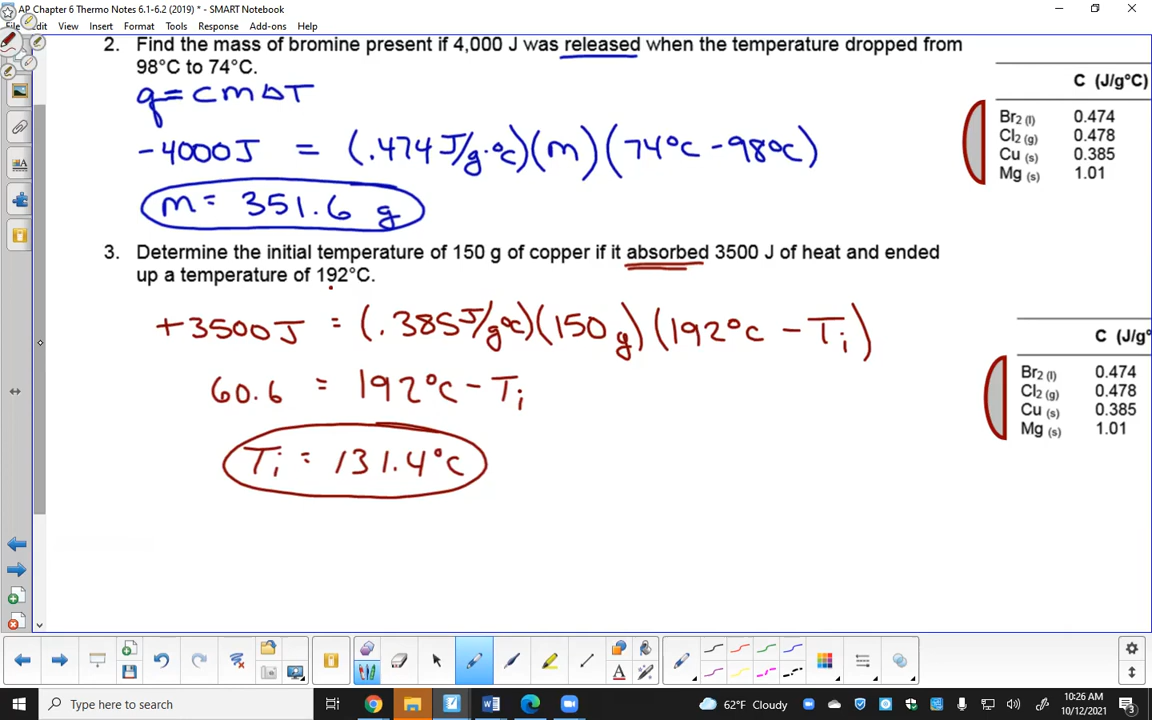 AP Chapter 6 Thermo Notes 6.1-6.2 (2019) * - SMART Notebook
Edit View Insert Format Tools Response Add-ons Help
2. Find the mass of bromine present if 4,000 J was released when the temperature dropped from
98°C to 74°C.
q = CmΔT
-4000J = (.474 J/g·°C)(m)(74°C - 98°C)
m = 351.6 g
C (J/g°C)
Br2 (l) 0.474
Cl2 (g) 0.478
Cu (s) 0.385
Mg (s) 1.01
3. Determine the initial temperature of 150 g of copper if it absorbed 3500 J of heat and ended
up a temperature of 192°C.
+3500J = (.385J/g°C)(150g)(192°C - Ti)
60.6 = 192°C - Ti
Ti = 131.4°C
C (J/g°
Br2 (l) 0.474
Cl2 (g) 0.478
Cu (s) 0.385
Mg (s) 1.01
Type here to search
62°F Cloudy
10:26 AM
10/12/2021
3